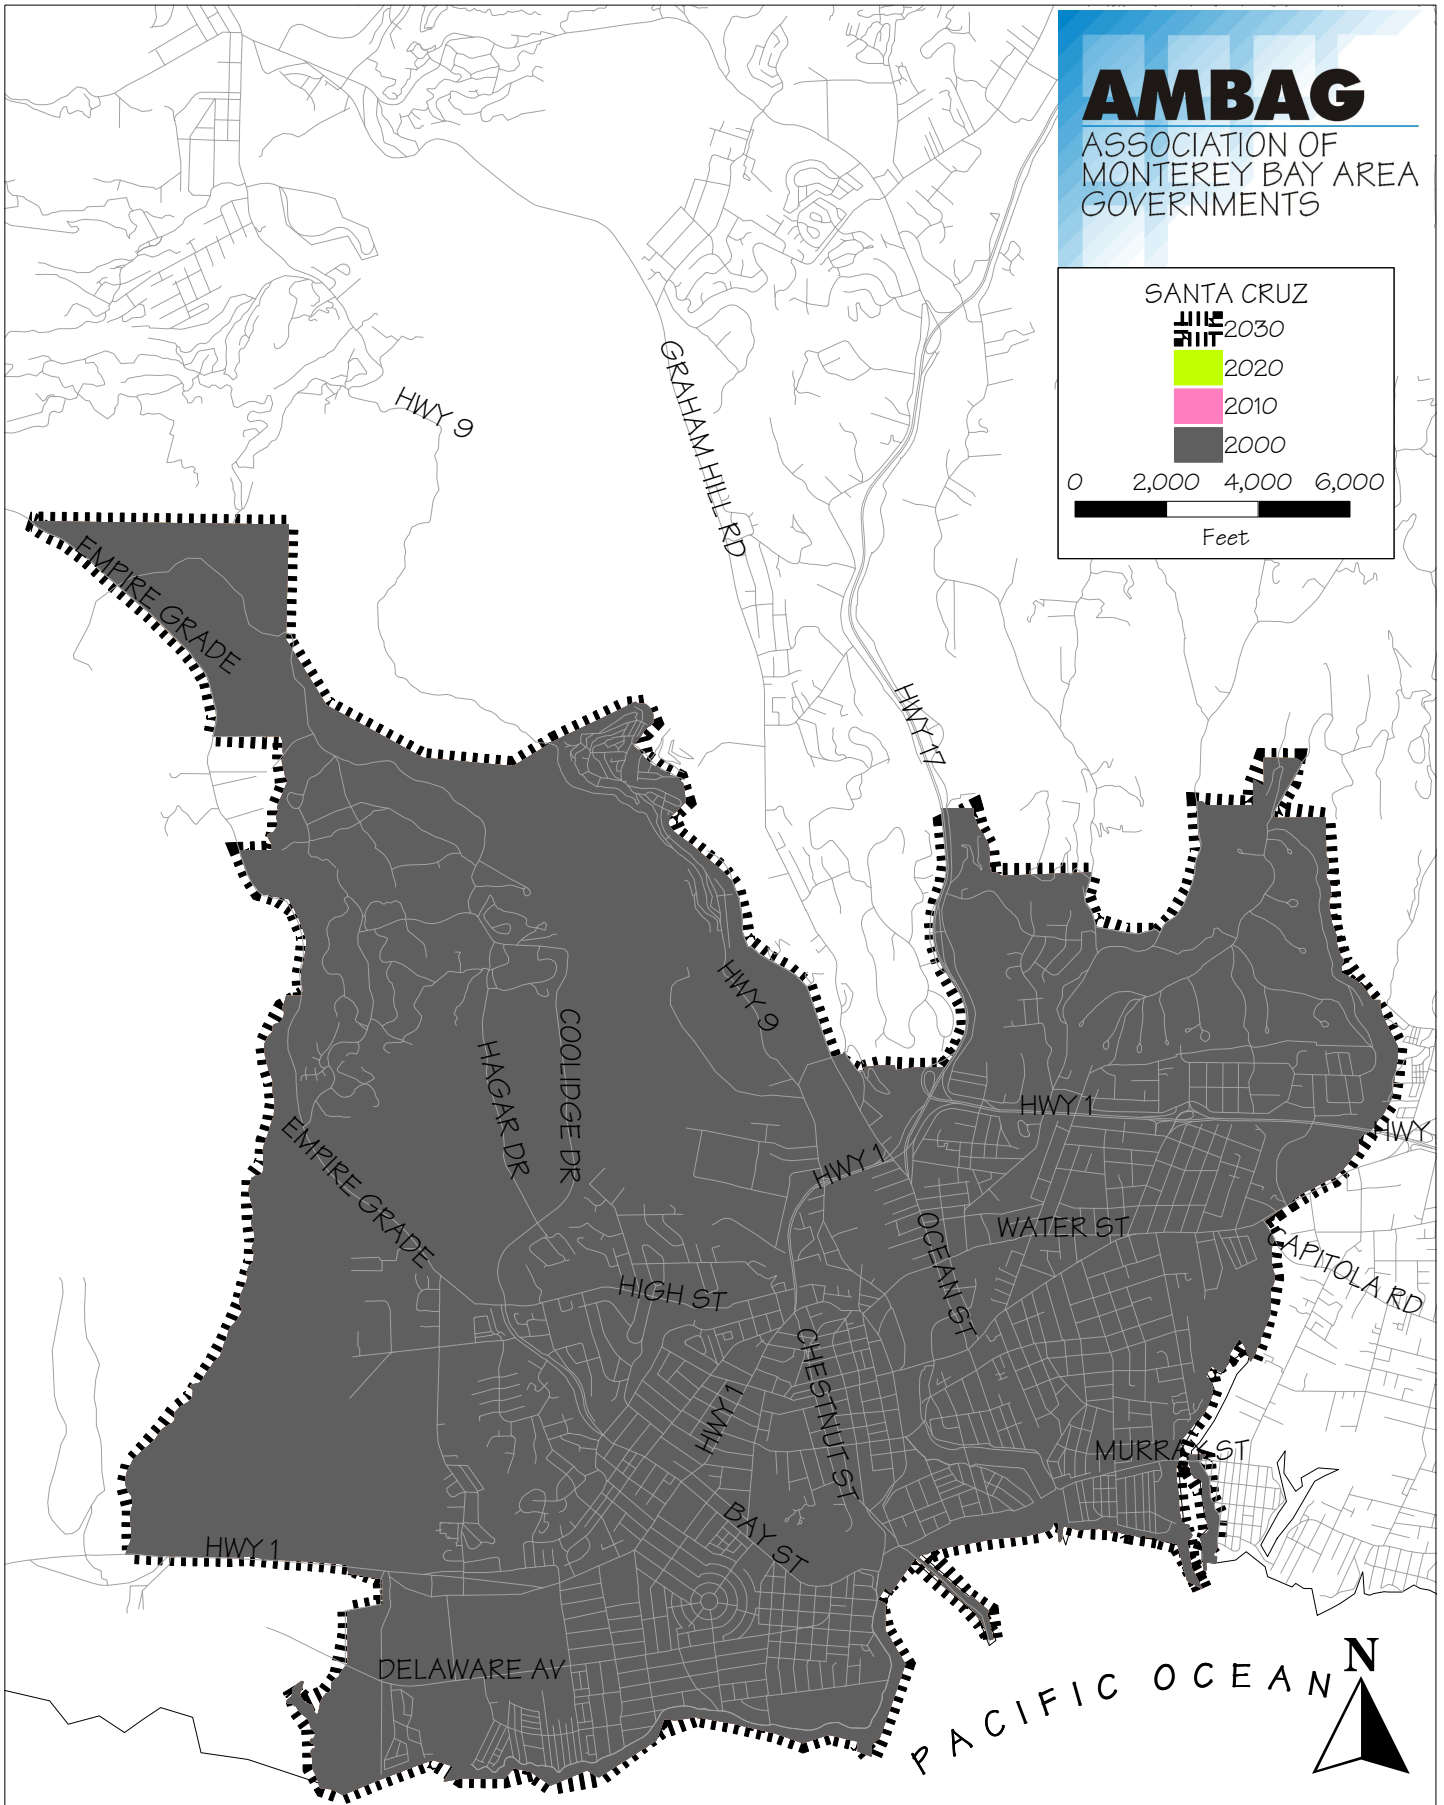 AMBAG
ASSOCIATION OF
MONTEREY BAY AREA
GOVERNMENTS
SANTA CRUZ
2030
2020
2010
2000
0 2,000 4,000 6,000
Feet
HWY 9
GRAHAM HILL RD
EMPIRE GRADE
HWY 17
HWY 9
COOLIDGE DR
HAGAR DR
HWY 1
HWY
EMPIRE GRADE
HWY 1
OCEAN ST
WATER ST
CAPITOLA RD
HIGH ST
CHESTNUT ST
HWY 1
MURRAY ST
BAY ST
HWY 1
DELAWARE AV
PACIFIC OCEAN
N